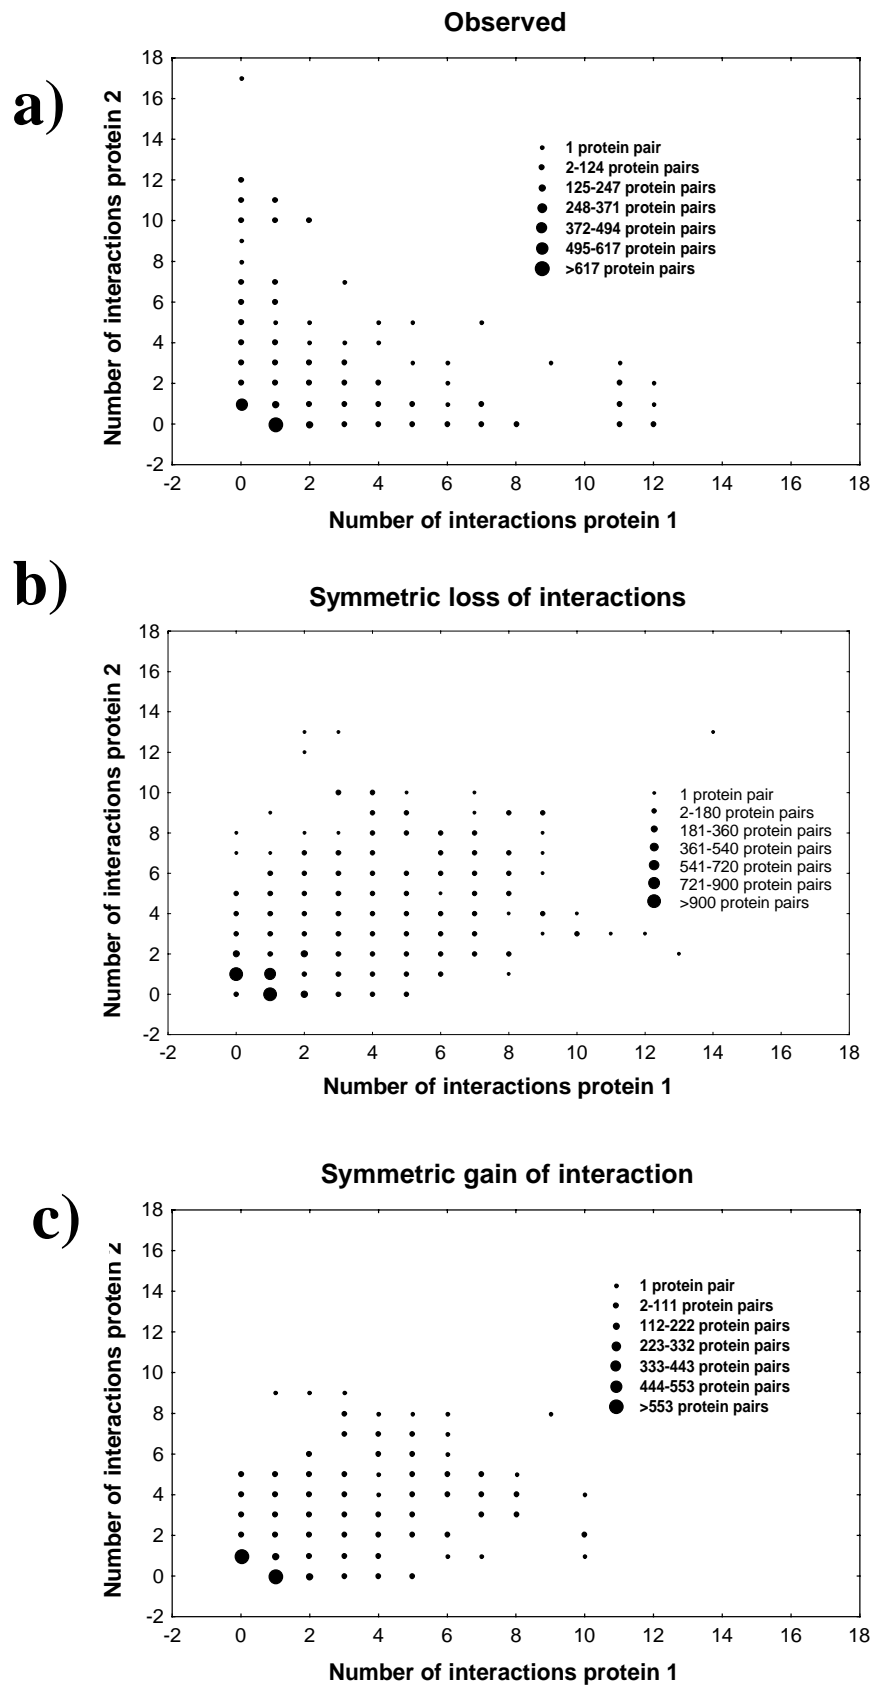 Observed
a)
Number of interactions protein 2
18
16
14
12
10
8
6
4
2
0
-2
1 protein pair
2-124 protein pairs
125-247 protein pairs
248-371 protein pairs
372-494 protein pairs
495-617 protein pairs
>617 protein pairs
-2 0 2 4 6 8 10 12 14 16 18
Number of interactions protein 1
b)
Symmetric loss of interactions
Number of interactions protein 2
18
16
14
12
10
8
6
4
2
0
-2
1 protein pair
2-180 protein pairs
181-360 protein pairs
361-540 protein pairs
541-720 protein pairs
721-900 protein pairs
>900 protein pairs
-2 0 2 4 6 8 10 12 14 16 18
Number of interactions protein 1
Symmetric gain of interaction
c)
Number of interactions protein 2
18
16
14
12
10
8
6
4
2
0
-2
1 protein pair
2-111 protein pairs
112-222 protein pairs
223-332 protein pairs
333-443 protein pairs
444-553 protein pairs
>553 protein pairs
-2 0 2 4 6 8 10 12 14 16 18
Number of interactions protein 1